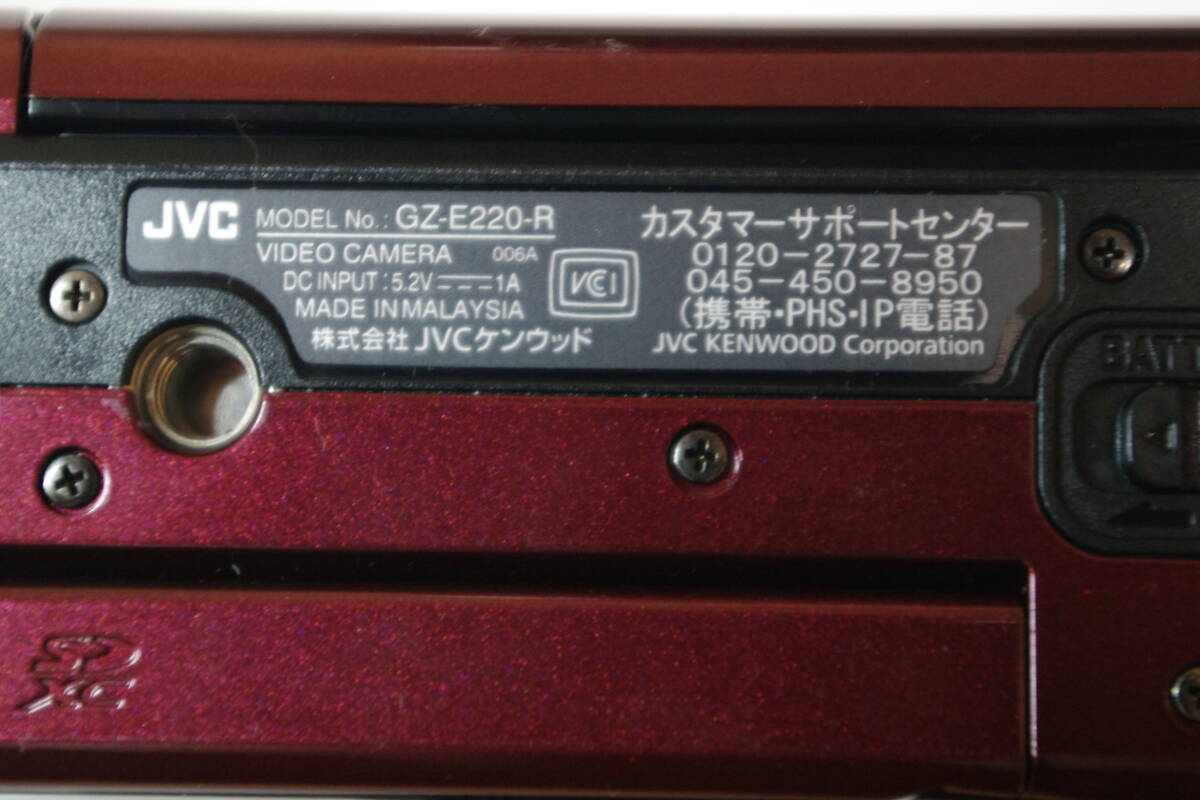 JVC MODEL No.: GZ-E220-R
VIDEO CAMERA 006A
DC INPUT : 5.2V ⎓ 1A
MADE IN MALAYSIA
株式会社 JVCケンウッド
VCCI
カスタマーサポートセンター
0120-2727-87
045-450-8950
(携帯・PHS・IP電話)
JVC KENWOOD Corporation
BATT
SD
XC